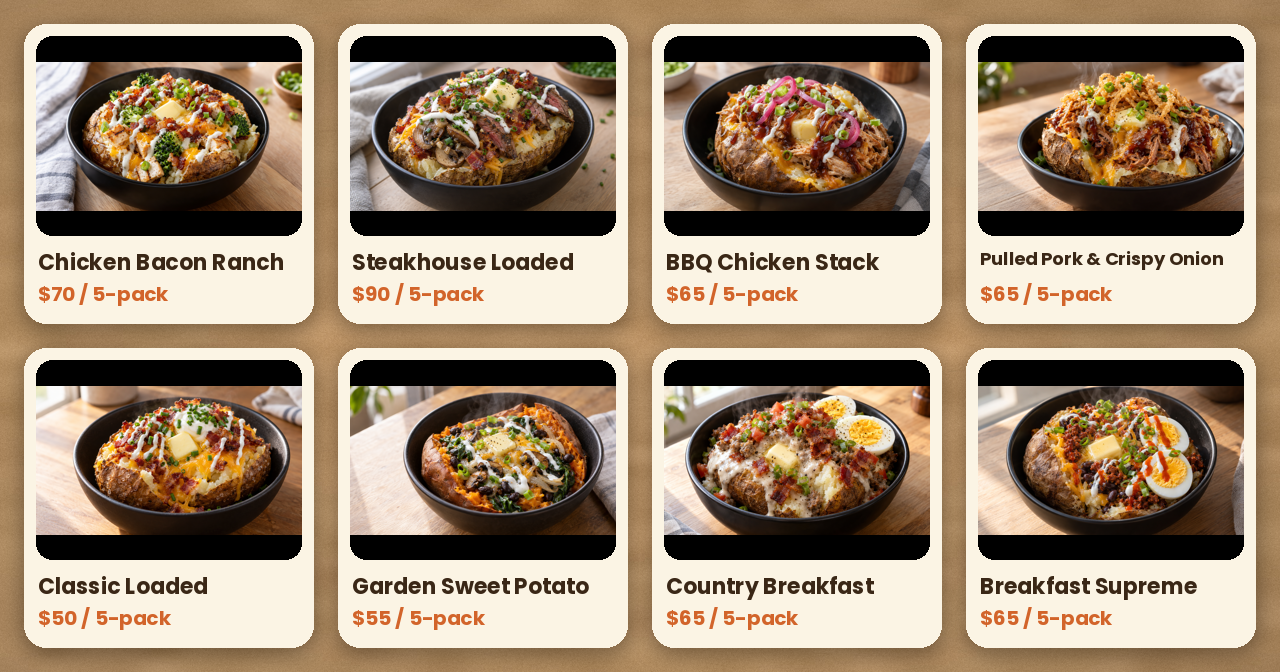 Chicken Bacon Ranch
$70 / 5-pack
Steakhouse Loaded
$90 / 5-pack
BBQ Chicken Stack
$65 / 5-pack
Pulled Pork & Crispy Onion
$65 / 5-pack
Classic Loaded
$50 / 5-pack
Garden Sweet Potato
$55 / 5-pack
Country Breakfast
$65 / 5-pack
Breakfast Supreme
$65 / 5-pack